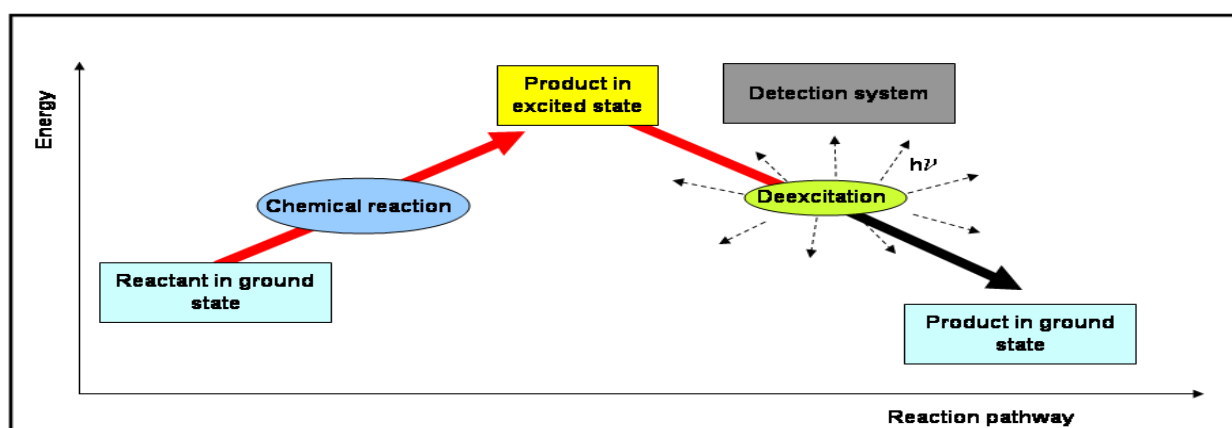 Energy
Product in
excited state
Detection system
hν
Chemical reaction
Deexcitation
Reactant in ground
state
Product in ground
state
Reaction pathway